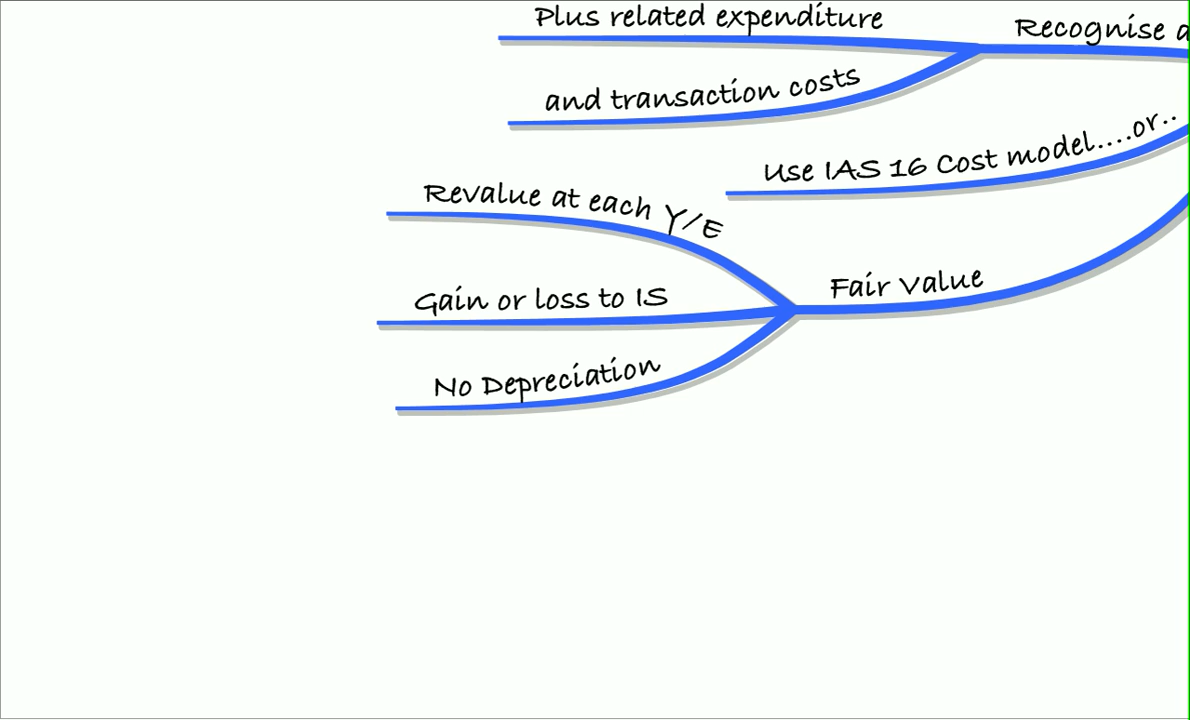 Plus related expenditure
Recognise a
and transaction costs
Use IAS 16 Cost model....or..
Revalue at each Y/E
Fair Value
Gain or loss to IS
No Depreciation